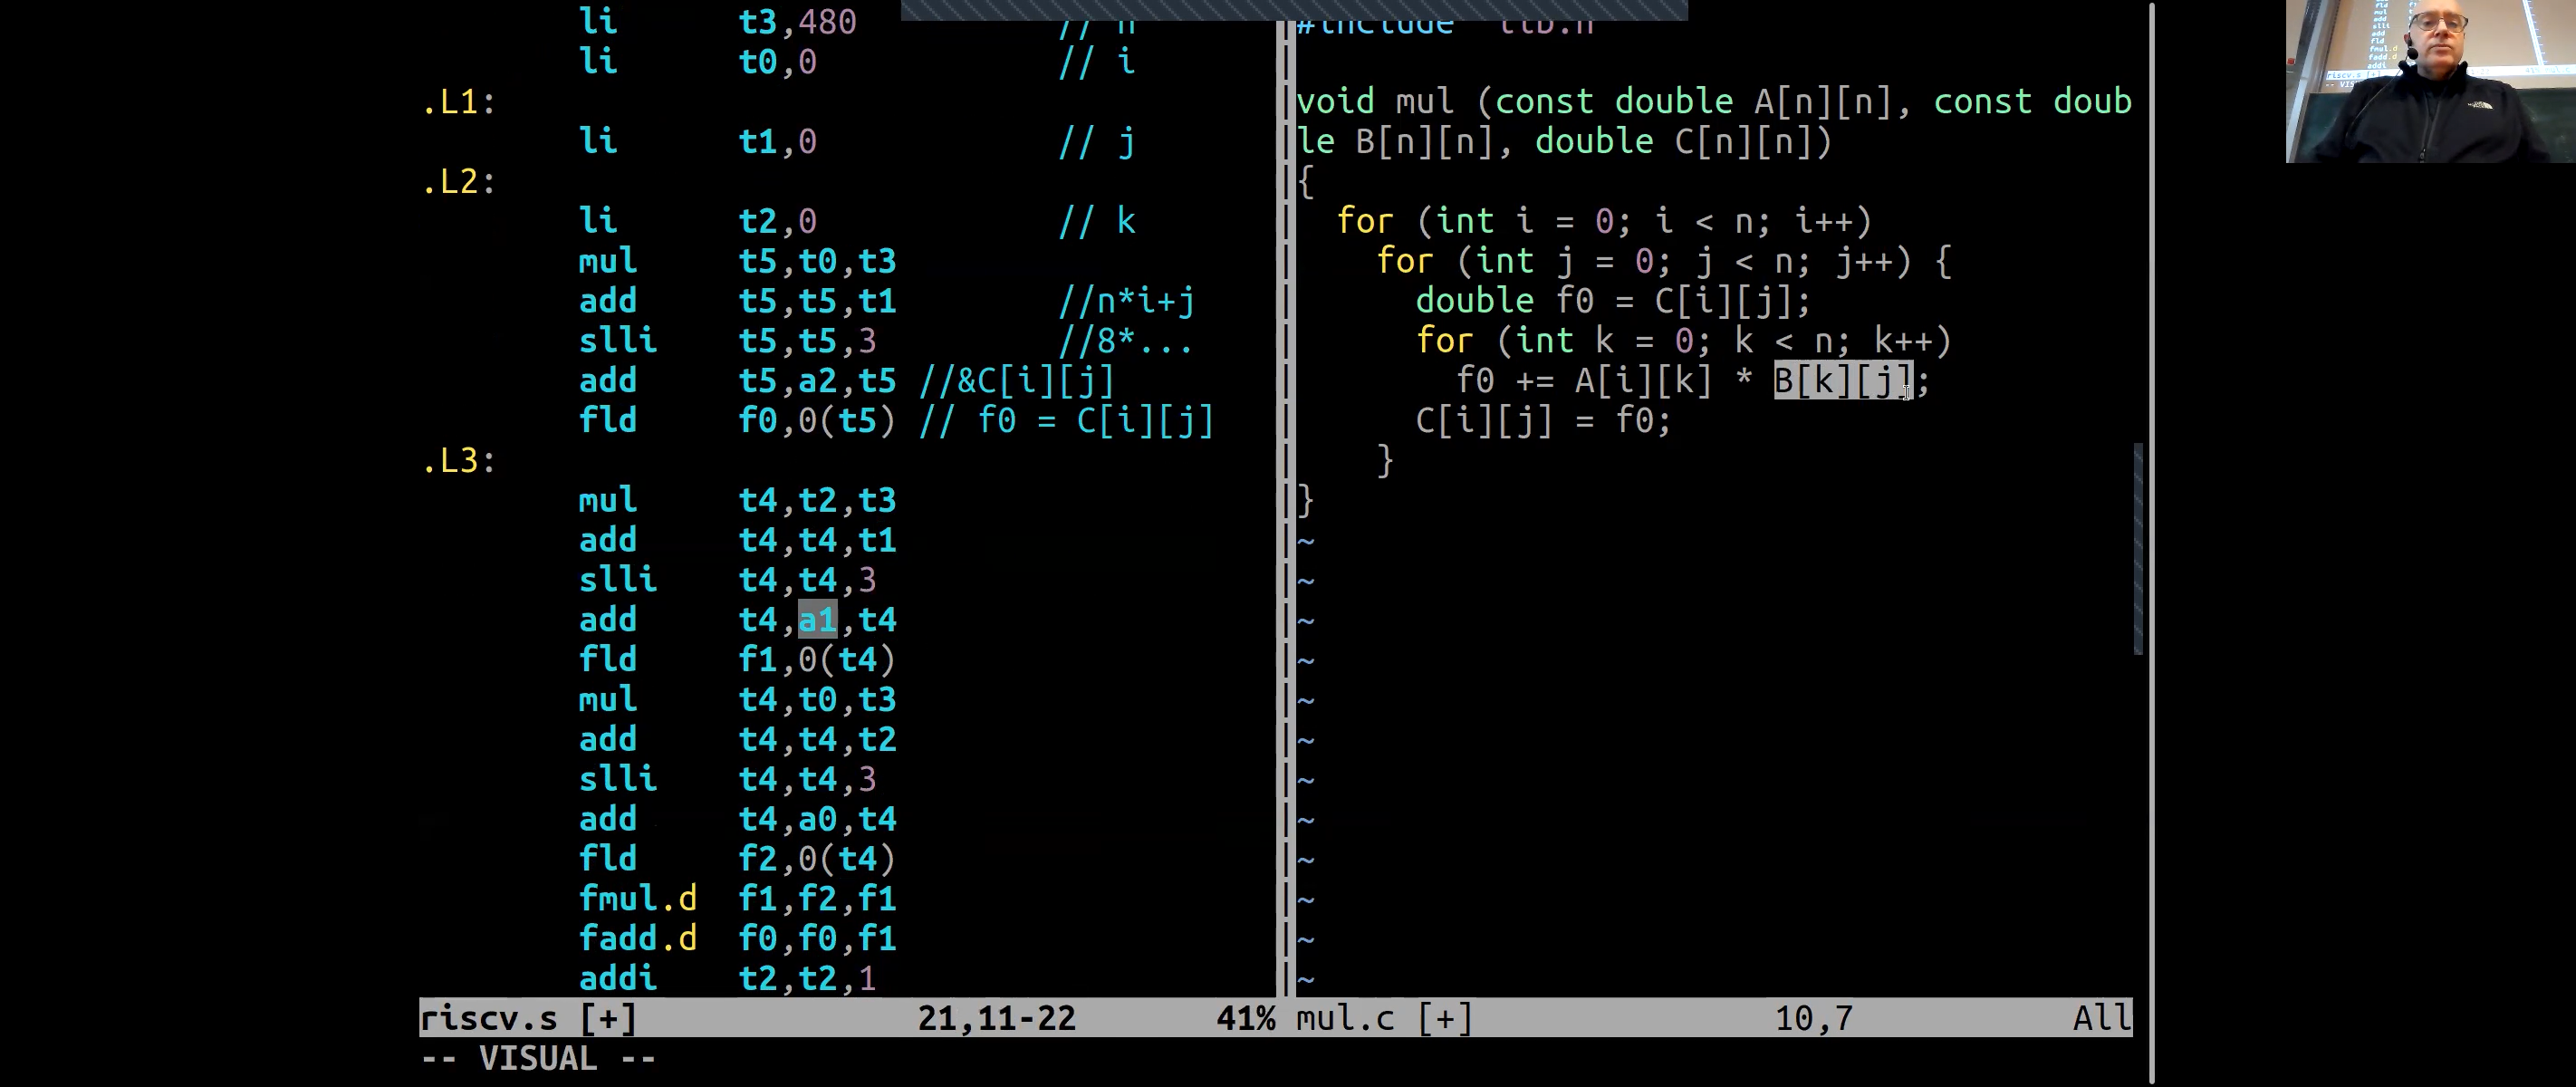 li t3,480 // n
li t0,0 // i
.L1:
li t1,0 // j
.L2:
li t2,0 // k
mul t5,t0,t3
add t5,t5,t1 //n*i+j
slli t5,t5,3 //8*...
add t5,a2,t5 //&C[i][j]
fld f0,0(t5) // f0 = C[i][j]
.L3:
mul t4,t2,t3
add t4,t4,t1
slli t4,t4,3
add t4,a1,t4
fld f1,0(t4)
mul t4,t0,t3
add t4,t4,t2
slli t4,t4,3
add t4,a0,t4
fld f2,0(t4)
fmul.d f1,f2,f1
fadd.d f0,f0,f1
addi t2,t2,1
riscv.s [+] 21,11-22 41%
-- VISUAL --
#include "lib.h"
void mul (const double A[n][n], const doub
le B[n][n], double C[n][n])
{
for (int i = 0; i < n; i++)
for (int j = 0; j < n; j++) {
double f0 = C[i][j];
for (int k = 0; k < n; k++)
f0 += A[i][k] * B[k][j];
C[i][j] = f0;
}
}
~
~
~
~
~
~
~
~
~
~
~
~
mul.c [+] 10,7 All